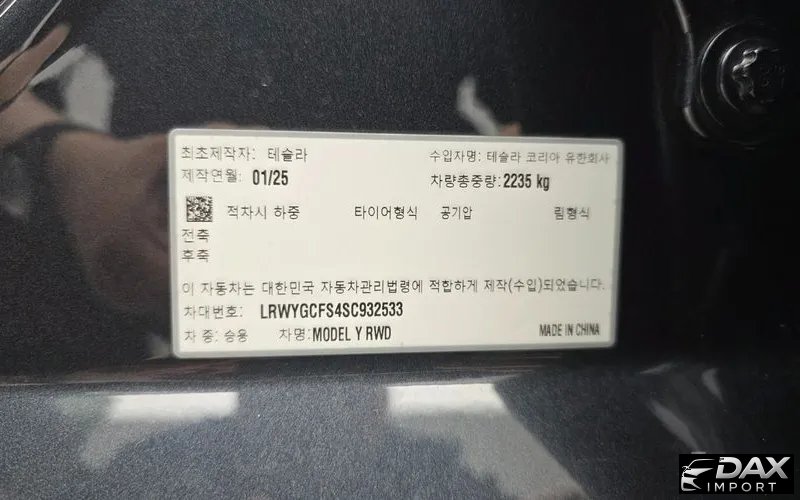 최초제작자: 테슬라 수입자명: 테슬라 코리아 유한회사
제작연월: 01/25 차량총중량: 2235 kg
적차시 하중 타이어형식 공기압 림형식
전축
후축
이 자동차는 대한민국 자동차관리법령에 적합하게 제작(수입)되었습니다.
차대번호: LRWYGCFS4SC932533
차 종: 승용 차명: MODEL Y RWD MADE IN CHINA
DAX
IMPORT